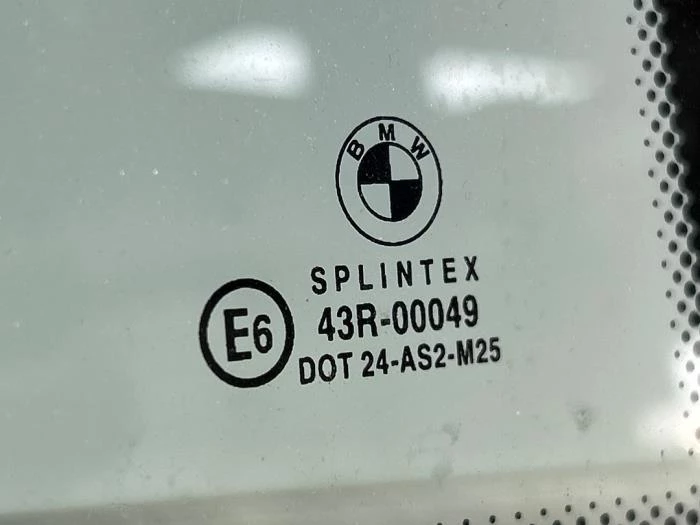 BMW
SPLINTEX
E6
43R-00049
DOT 24-AS2-M25